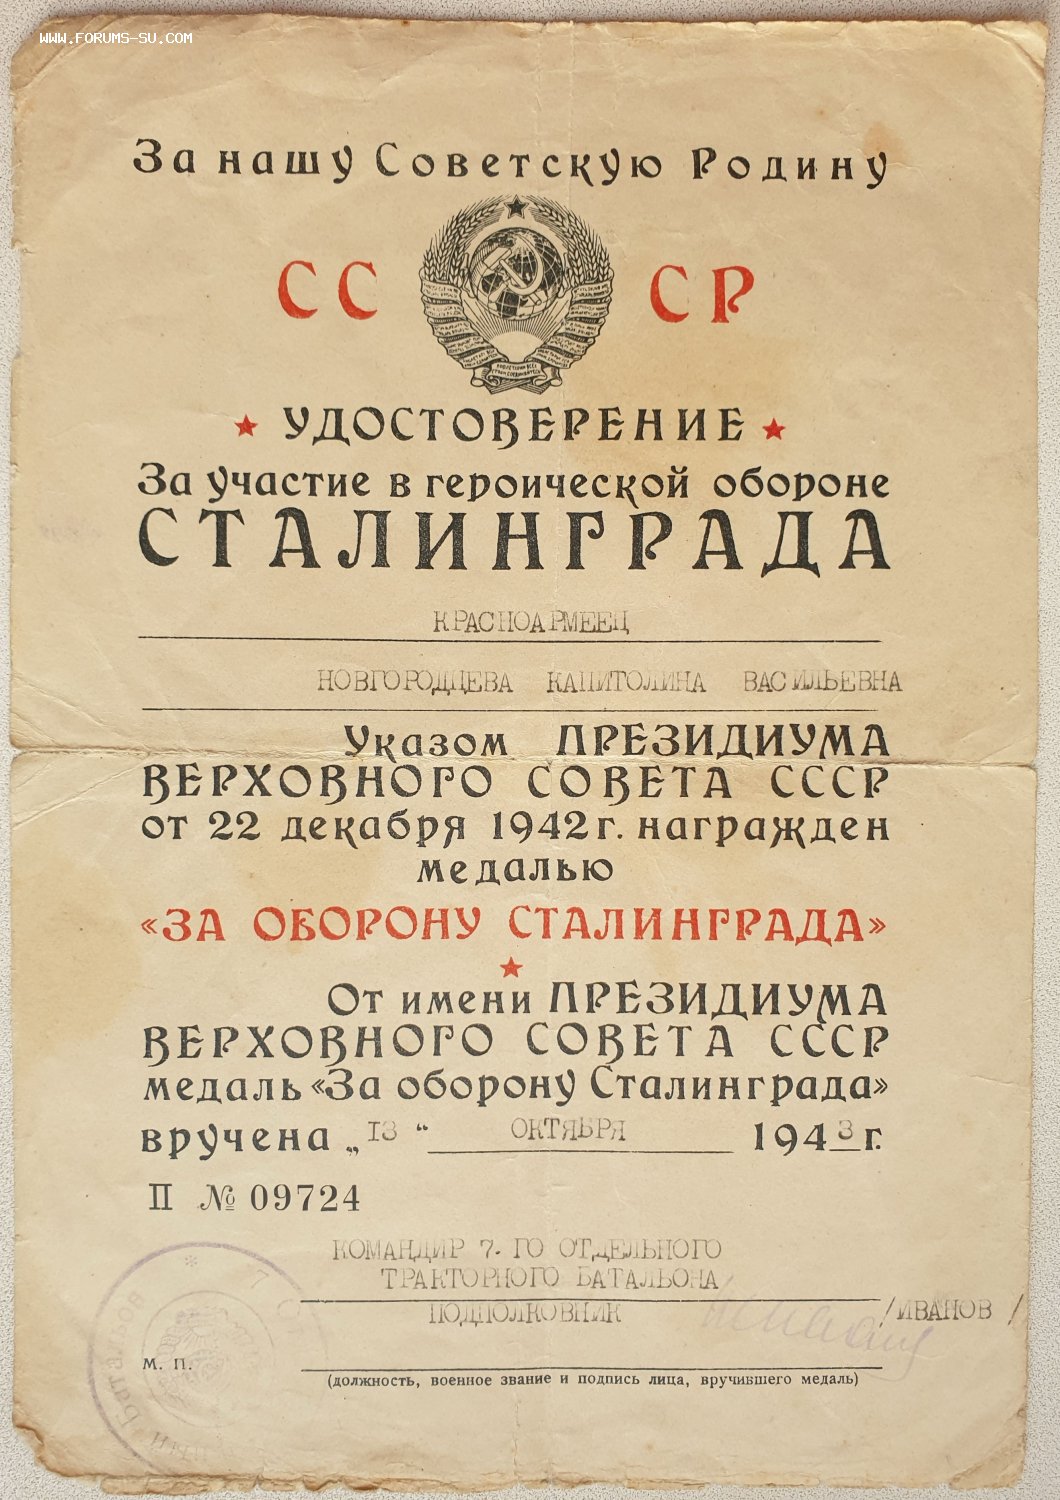 WWW.FORUMS-SU.COM
За нашу Советскую Родину
СС СР
УДОСТОВЕРЕНИЕ
За участие в героической обороне
СТАЛИНГРАДА
КРАСНОАРМЕЕЦ
НОВГОРОДЦЕВА КАПИТОЛИНА ВАСИЛЬЕВНА
Указом ПРЕЗИДИУМА
ВЕРХОВНОГО СОВЕТА СССР
от 22 декабря 1942 г. награжден
медалью
«ЗА ОБОРОНУ СТАЛИНГРАДА»
От имени ПРЕЗИДИУМА
ВЕРХОВНОГО СОВЕТА СССР
медаль «За оборону Сталинграда»
вручена „13“ ОКТЯБРЯ 1943 г.
П № 09724
КОМАНДИР 7-ГО ОТДЕЛЬНОГО
ТРАКТОРНОГО БАТАЛЬОНА
ПОДПОЛКОВНИК /ИВАНОВ/
м. п.
(должность, военное звание и подпись лица, вручившего медаль)
батальон